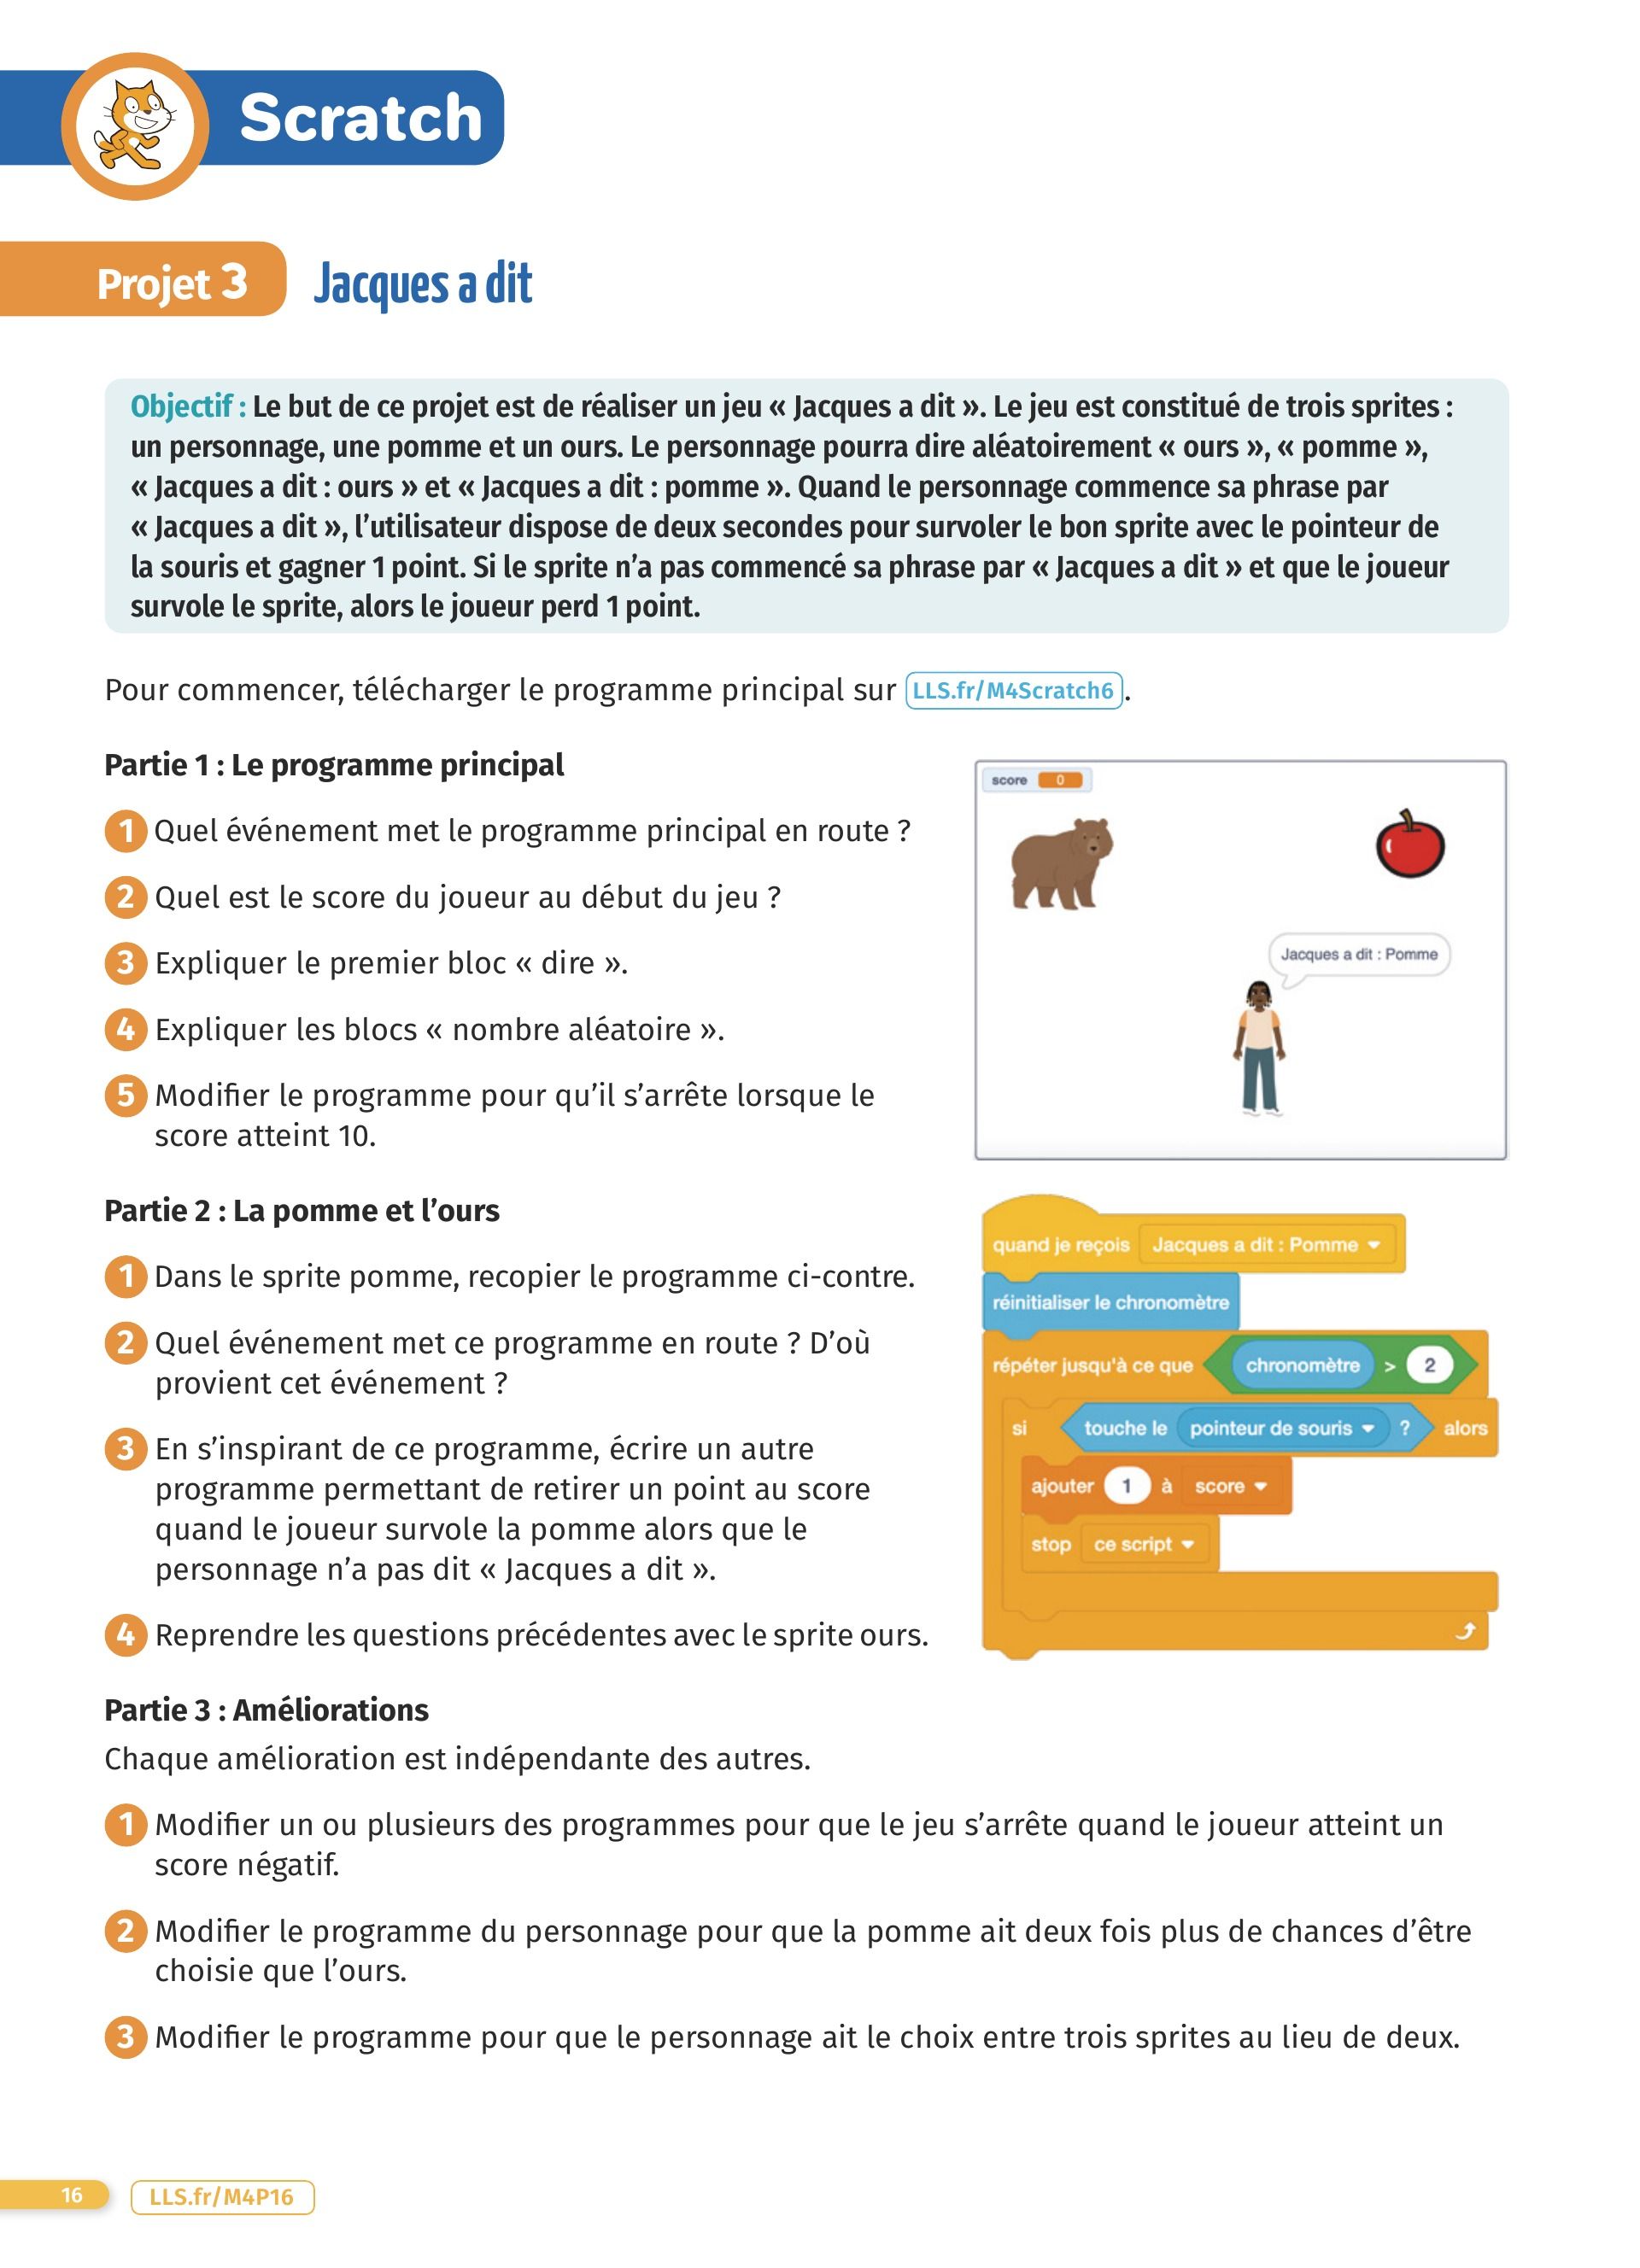 Scratch
Projet 3 Jacques a dit
Objectif : Le but de ce projet est de réaliser un jeu « Jacques a dit ». Le jeu est constitué de trois sprites :
un personnage, une pomme et un ours. Le personnage pourra dire aléatoirement « ours », « pomme »,
« Jacques a dit : ours » et « Jacques a dit : pomme ». Quand le personnage commence sa phrase par
« Jacques a dit », l’utilisateur dispose de deux secondes pour survoler le bon sprite avec le pointeur de
la souris et gagner 1 point. Si le sprite n’a pas commencé sa phrase par « Jacques a dit » et que le joueur
survole le sprite, alors le joueur perd 1 point.
Pour commencer, télécharger le programme principal sur LLS.fr/M4Scratch6.
Partie 1 : Le programme principal
1 Quel événement met le programme principal en route ?
2 Quel est le score du joueur au début du jeu ?
3 Expliquer le premier bloc « dire ».
4 Expliquer les blocs « nombre aléatoire ».
5 Modifier le programme pour qu’il s’arrête lorsque le
score atteint 10.
score 0
Jacques a dit : Pomme
Partie 2 : La pomme et l’ours
1 Dans le sprite pomme, recopier le programme ci-contre.
2 Quel événement met ce programme en route ? D’où
provient cet événement ?
3 En s’inspirant de ce programme, écrire un autre
programme permettant de retirer un point au score
quand le joueur survole la pomme alors que le
personnage n’a pas dit « Jacques a dit ».
4 Reprendre les questions précédentes avec le sprite ours.
quand je reçois Jacques a dit : Pomme
réinitialiser le chronomètre
répéter jusqu'à ce que chronomètre > 2
si touche le pointeur de souris ? alors
ajouter 1 à score
stop ce script
Partie 3 : Améliorations
Chaque amélioration est indépendante des autres.
1 Modifier un ou plusieurs des programmes pour que le jeu s’arrête quand le joueur atteint un
score négatif.
2 Modifier le programme du personnage pour que la pomme ait deux fois plus de chances d’être
choisie que l’ours.
3 Modifier le programme pour que le personnage ait le choix entre trois sprites au lieu de deux.
16 LLS.fr/M4P16